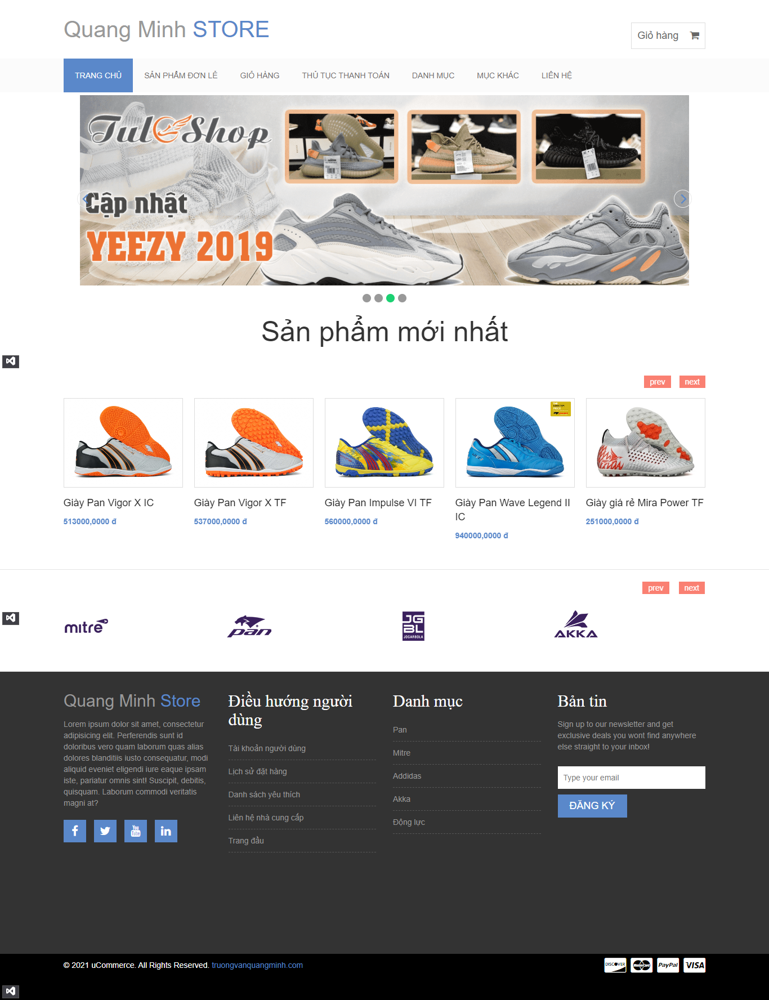 Quang Minh STORE
Giỏ hàng
TRANG CHỦ SẢN PHẨM ĐƠN LẺ GIỎ HÀNG THỦ TỤC THANH TOÁN DANH MỤC MỤC KHÁC LIÊN HỆ
Tul Shop
Cập nhật
YEEZY 2019
Sản phẩm mới nhất
prev next
Giày Pan Vigor X IC
513000,0000 đ
Giày Pan Vigor X TF
537000,0000 đ
Giày Pan Impulse VI TF
560000,0000 đ
Giày Pan Wave Legend II
IC
940000,0000 đ
Giày giá rẻ Mira Power TF
251000,0000 đ
prev next
mitre
pan
JG
BL
JOGARBOLA
AKKA
Quang Minh Store
Lorem ipsum dolor sit amet, consectetur
adipisicing elit. Perferendis sunt id
doloribus vero quam laborum quas alias
dolores blanditiis iusto consequatur, modi
aliquid eveniet eligendi iure eaque ipsam
iste, pariatur omnis sint! Suscipit, debitis,
quisquam. Laborum commodi veritatis
magni at?
You
Tube
Điều hướng người
dùng
Tài khoản người dùng
Lịch sử đặt hàng
Danh sách yêu thích
Liên hệ nhà cung cấp
Trang đầu
Danh mục
Pan
Mitre
Addidas
Akka
Động lực
Bản tin
Sign up to our newsletter and get
exclusive deals you wont find anywhere
else straight to your inbox!
Type your email
ĐĂNG KÝ
© 2021 uCommerce. All Rights Reserved. truongvanquangminh.com
DISCOVER MasterCard PayPal VISA